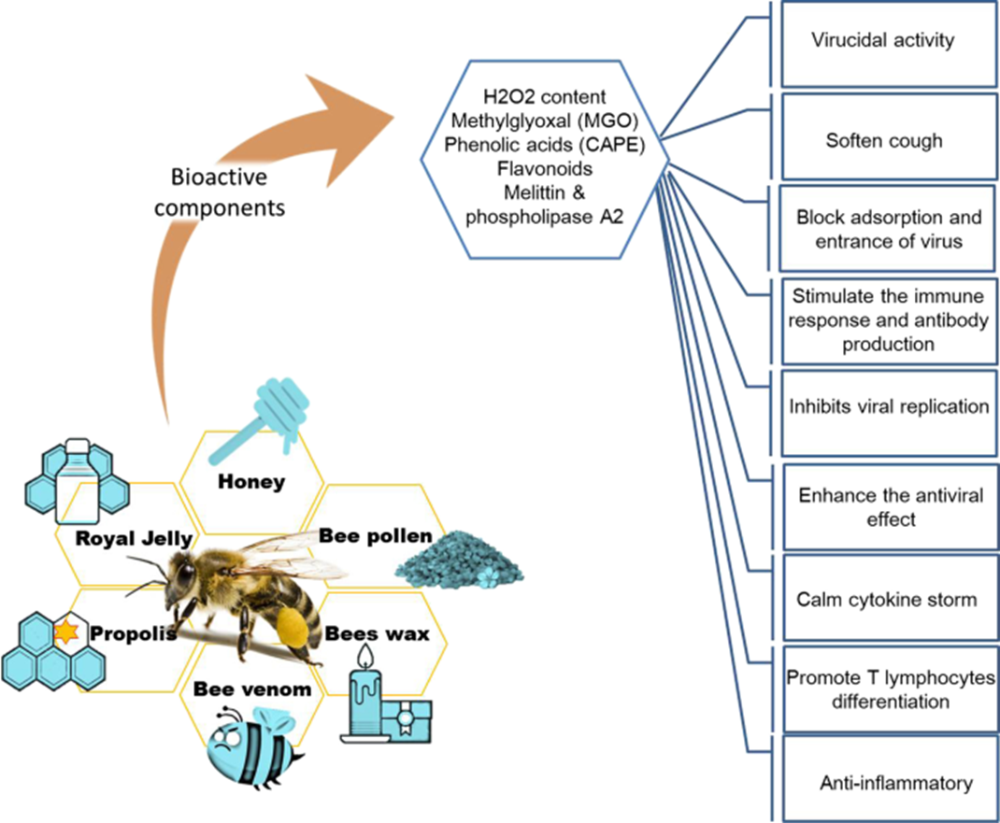 Bioactive
components
H2O2 content
Methylglyoxal (MGO)
Phenolic acids (CAPE)
Flavonoids
Melittin &
phospholipase A2
Virucidal activity
Soften cough
Block adsorption and
entrance of virus
Stimulate the immune
response and antibody
production
Inhibits viral replication
Enhance the antiviral
effect
Calm cytokine storm
Promote T lymphocytes
differentiation
Anti-inflammatory
Honey
Royal Jelly
Bee pollen
Propolis
Bees wax
Bee venom